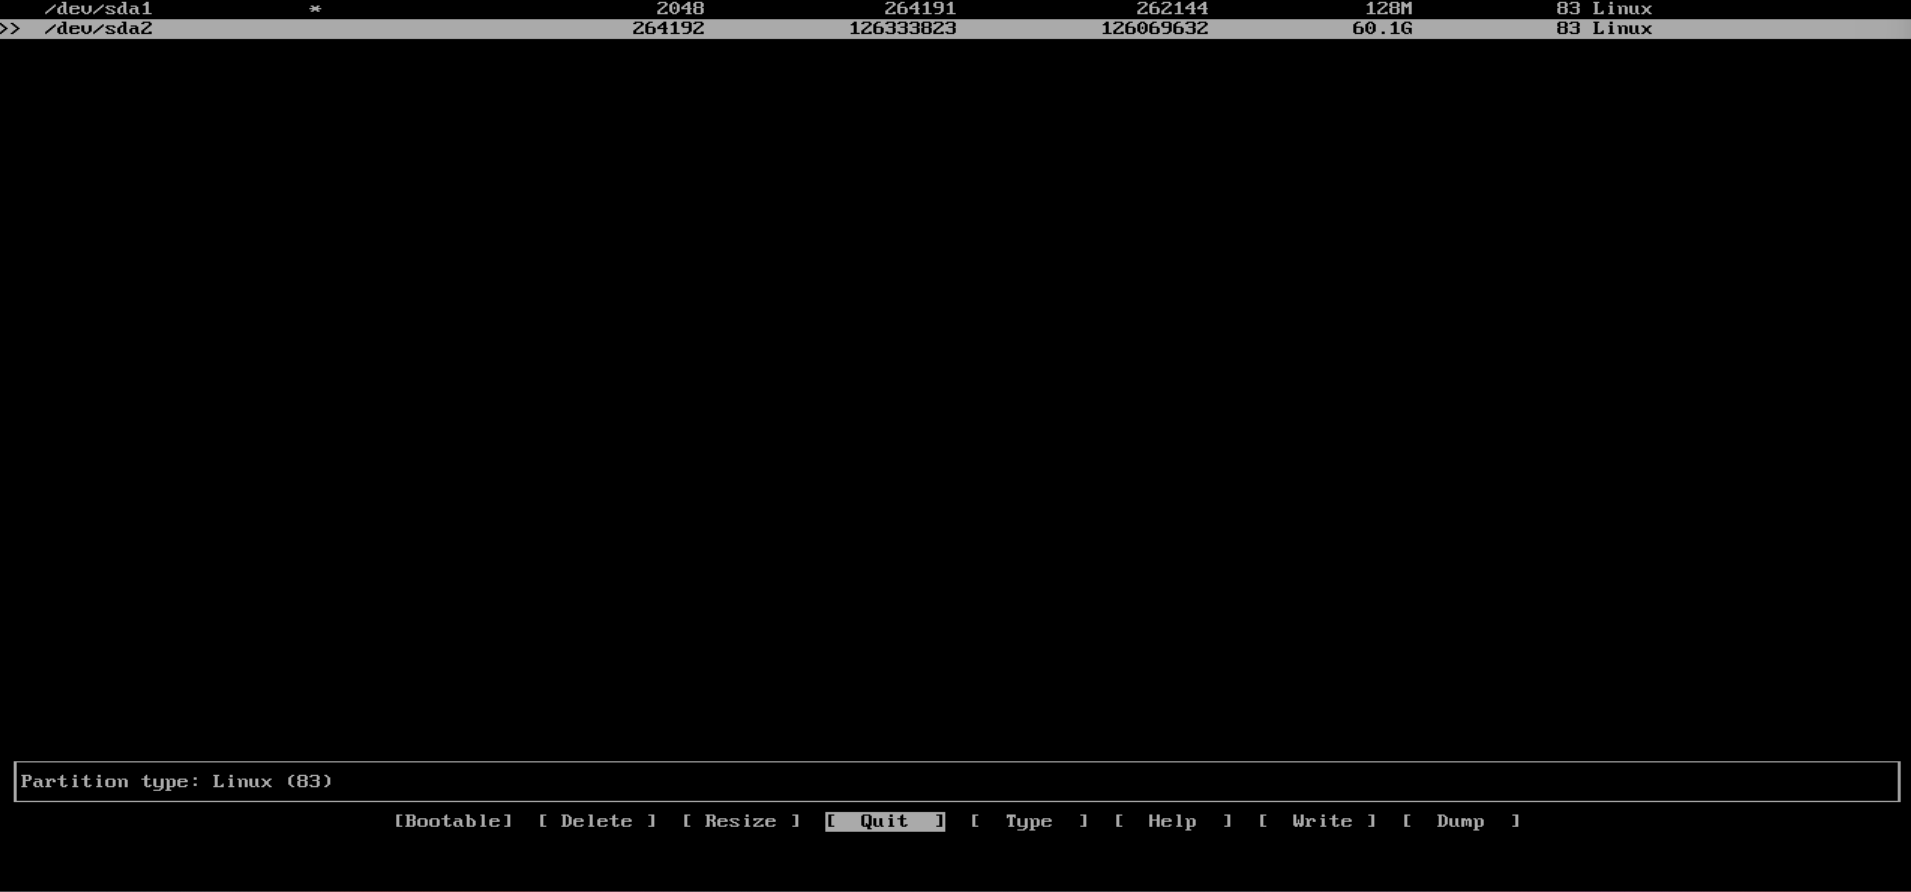 /dev/sda1 * 2048 264191 262144 128M 83 Linux
>> /dev/sda2 264192 126333823 126069632 60.1G 83 Linux
Partition type: Linux (83)
[Bootable] [ Delete ] [ Resize ] [ Quit ] [ Type ] [ Help ] [ Write ] [ Dump ]